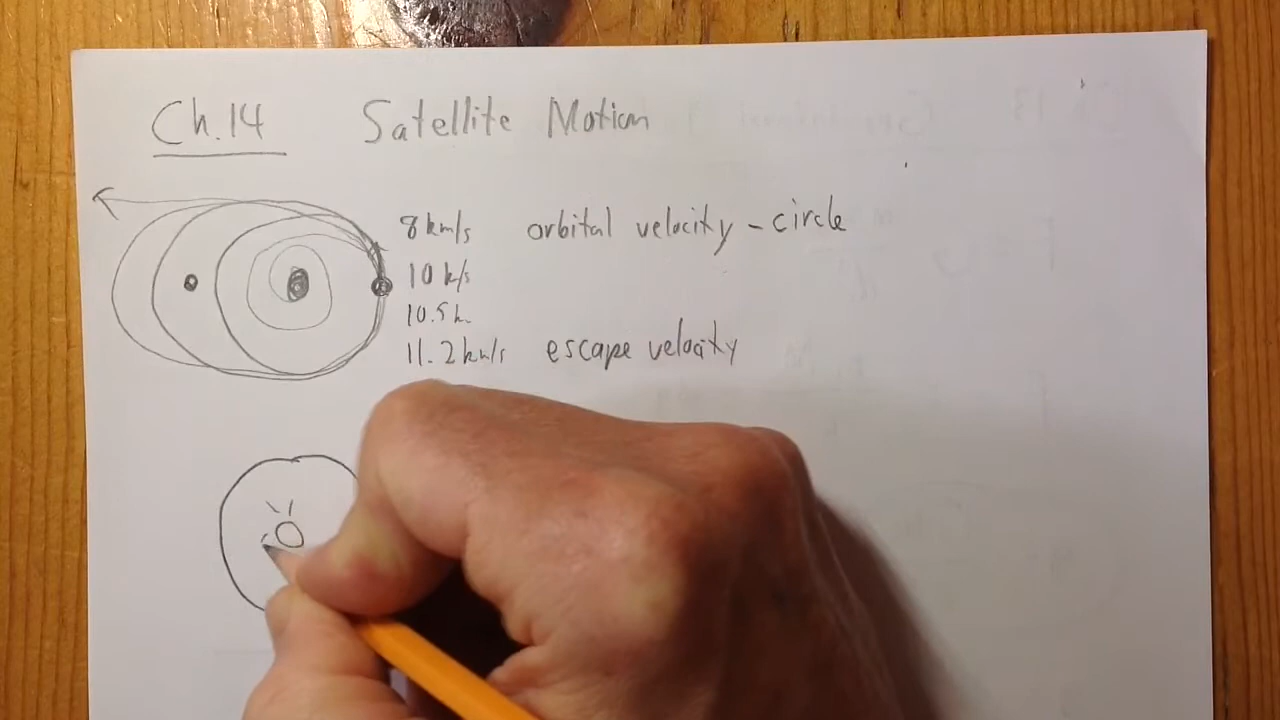 Ch.14 Satellite Motion
8 km/s orbital velocity - circle
10 k/s
10.5 k
11.2 km/s escape velocity